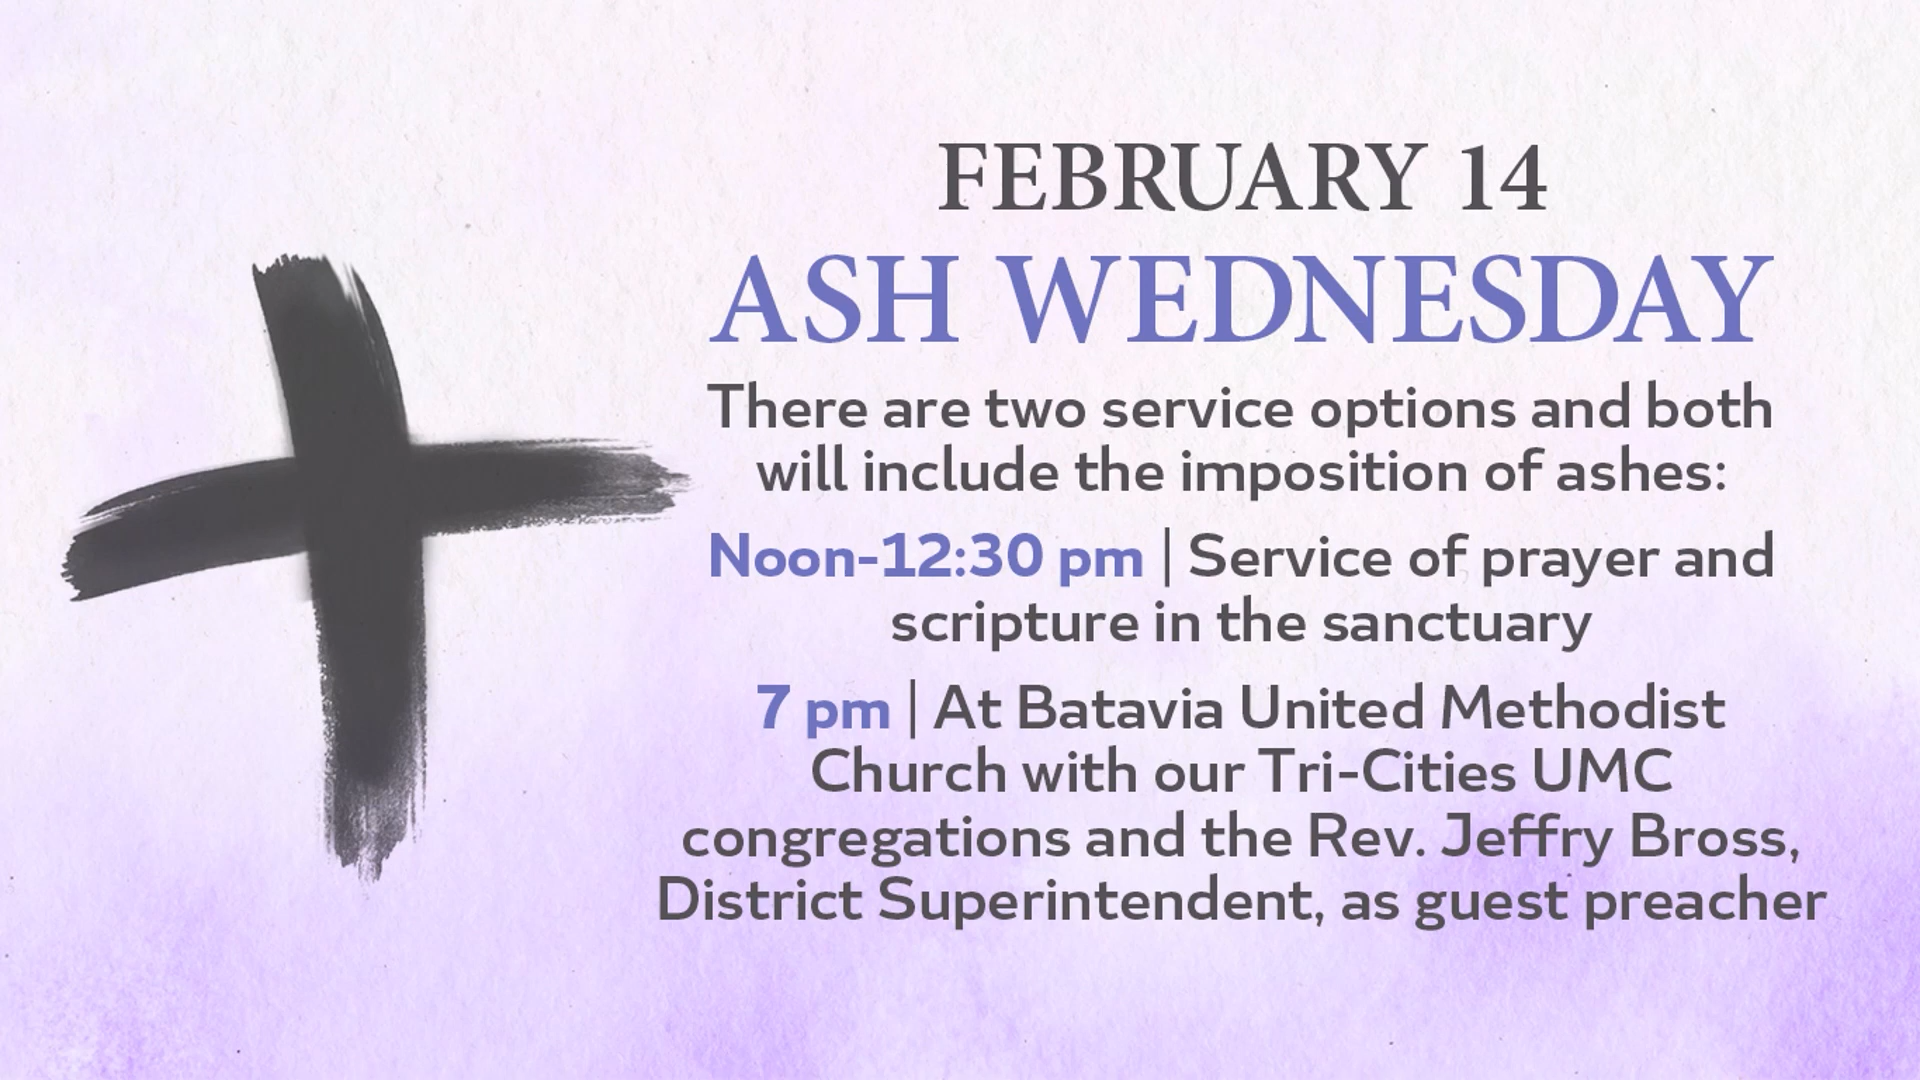 FEBRUARY 14
ASH WEDNESDAY
There are two service options and both
will include the imposition of ashes:
Noon-12:30 pm | Service of prayer and
scripture in the sanctuary
7 pm | At Batavia United Methodist
Church with our Tri-Cities UMC
congregations and the Rev. Jeffry Bross,
District Superintendent, as guest preacher